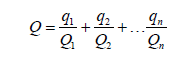 Q = q₁/Q₁ + q₂/Q₂ + ... qₙ/Qₙ